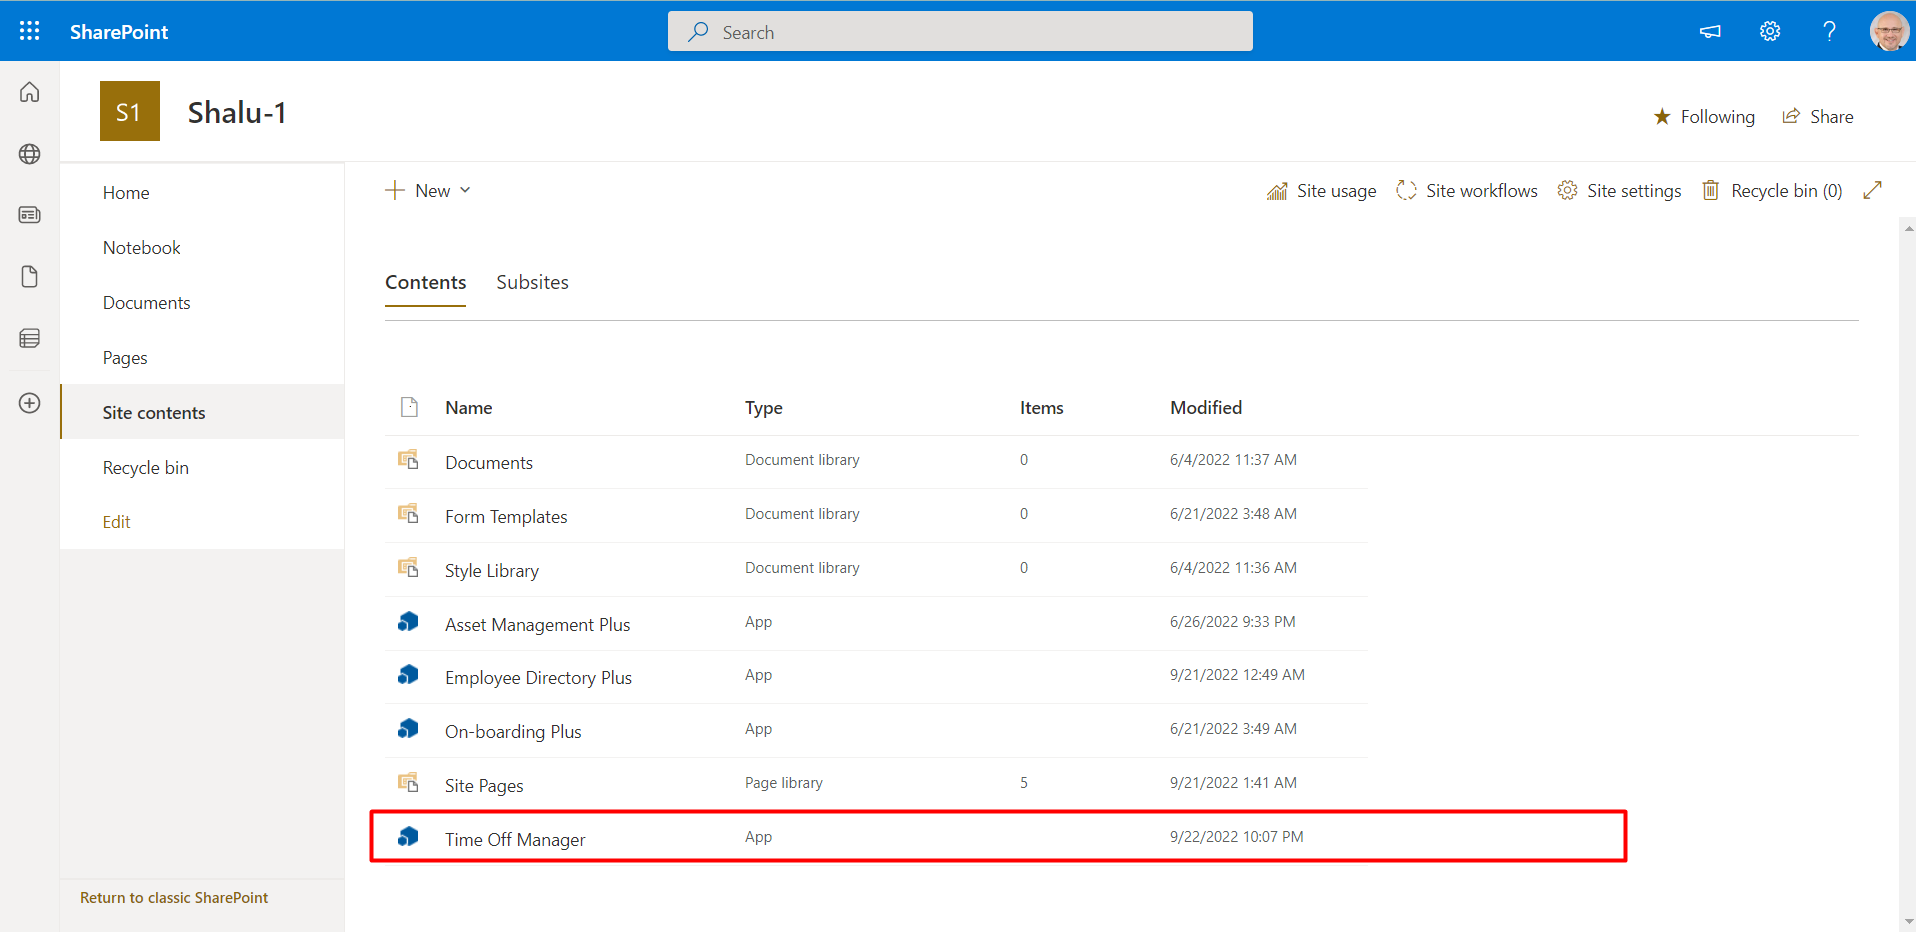 SharePoint
Search
S1
Shalu-1
Following
Share
Home
Notebook
Documents
Pages
Site contents
Recycle bin
Edit
Return to classic SharePoint
New
Site usage
Site workflows
Site settings
Recycle bin (0)
Contents Subsites
Name Type Items Modified
Documents Document library 0 6/4/2022 11:37 AM
Form Templates Document library 0 6/21/2022 3:48 AM
Style Library Document library 0 6/4/2022 11:36 AM
Asset Management Plus App 6/26/2022 9:33 PM
Employee Directory Plus App 9/21/2022 12:49 AM
On-boarding Plus App 6/21/2022 3:49 AM
Site Pages Page library 5 9/21/2022 1:41 AM
Time Off Manager App 9/22/2022 10:07 PM